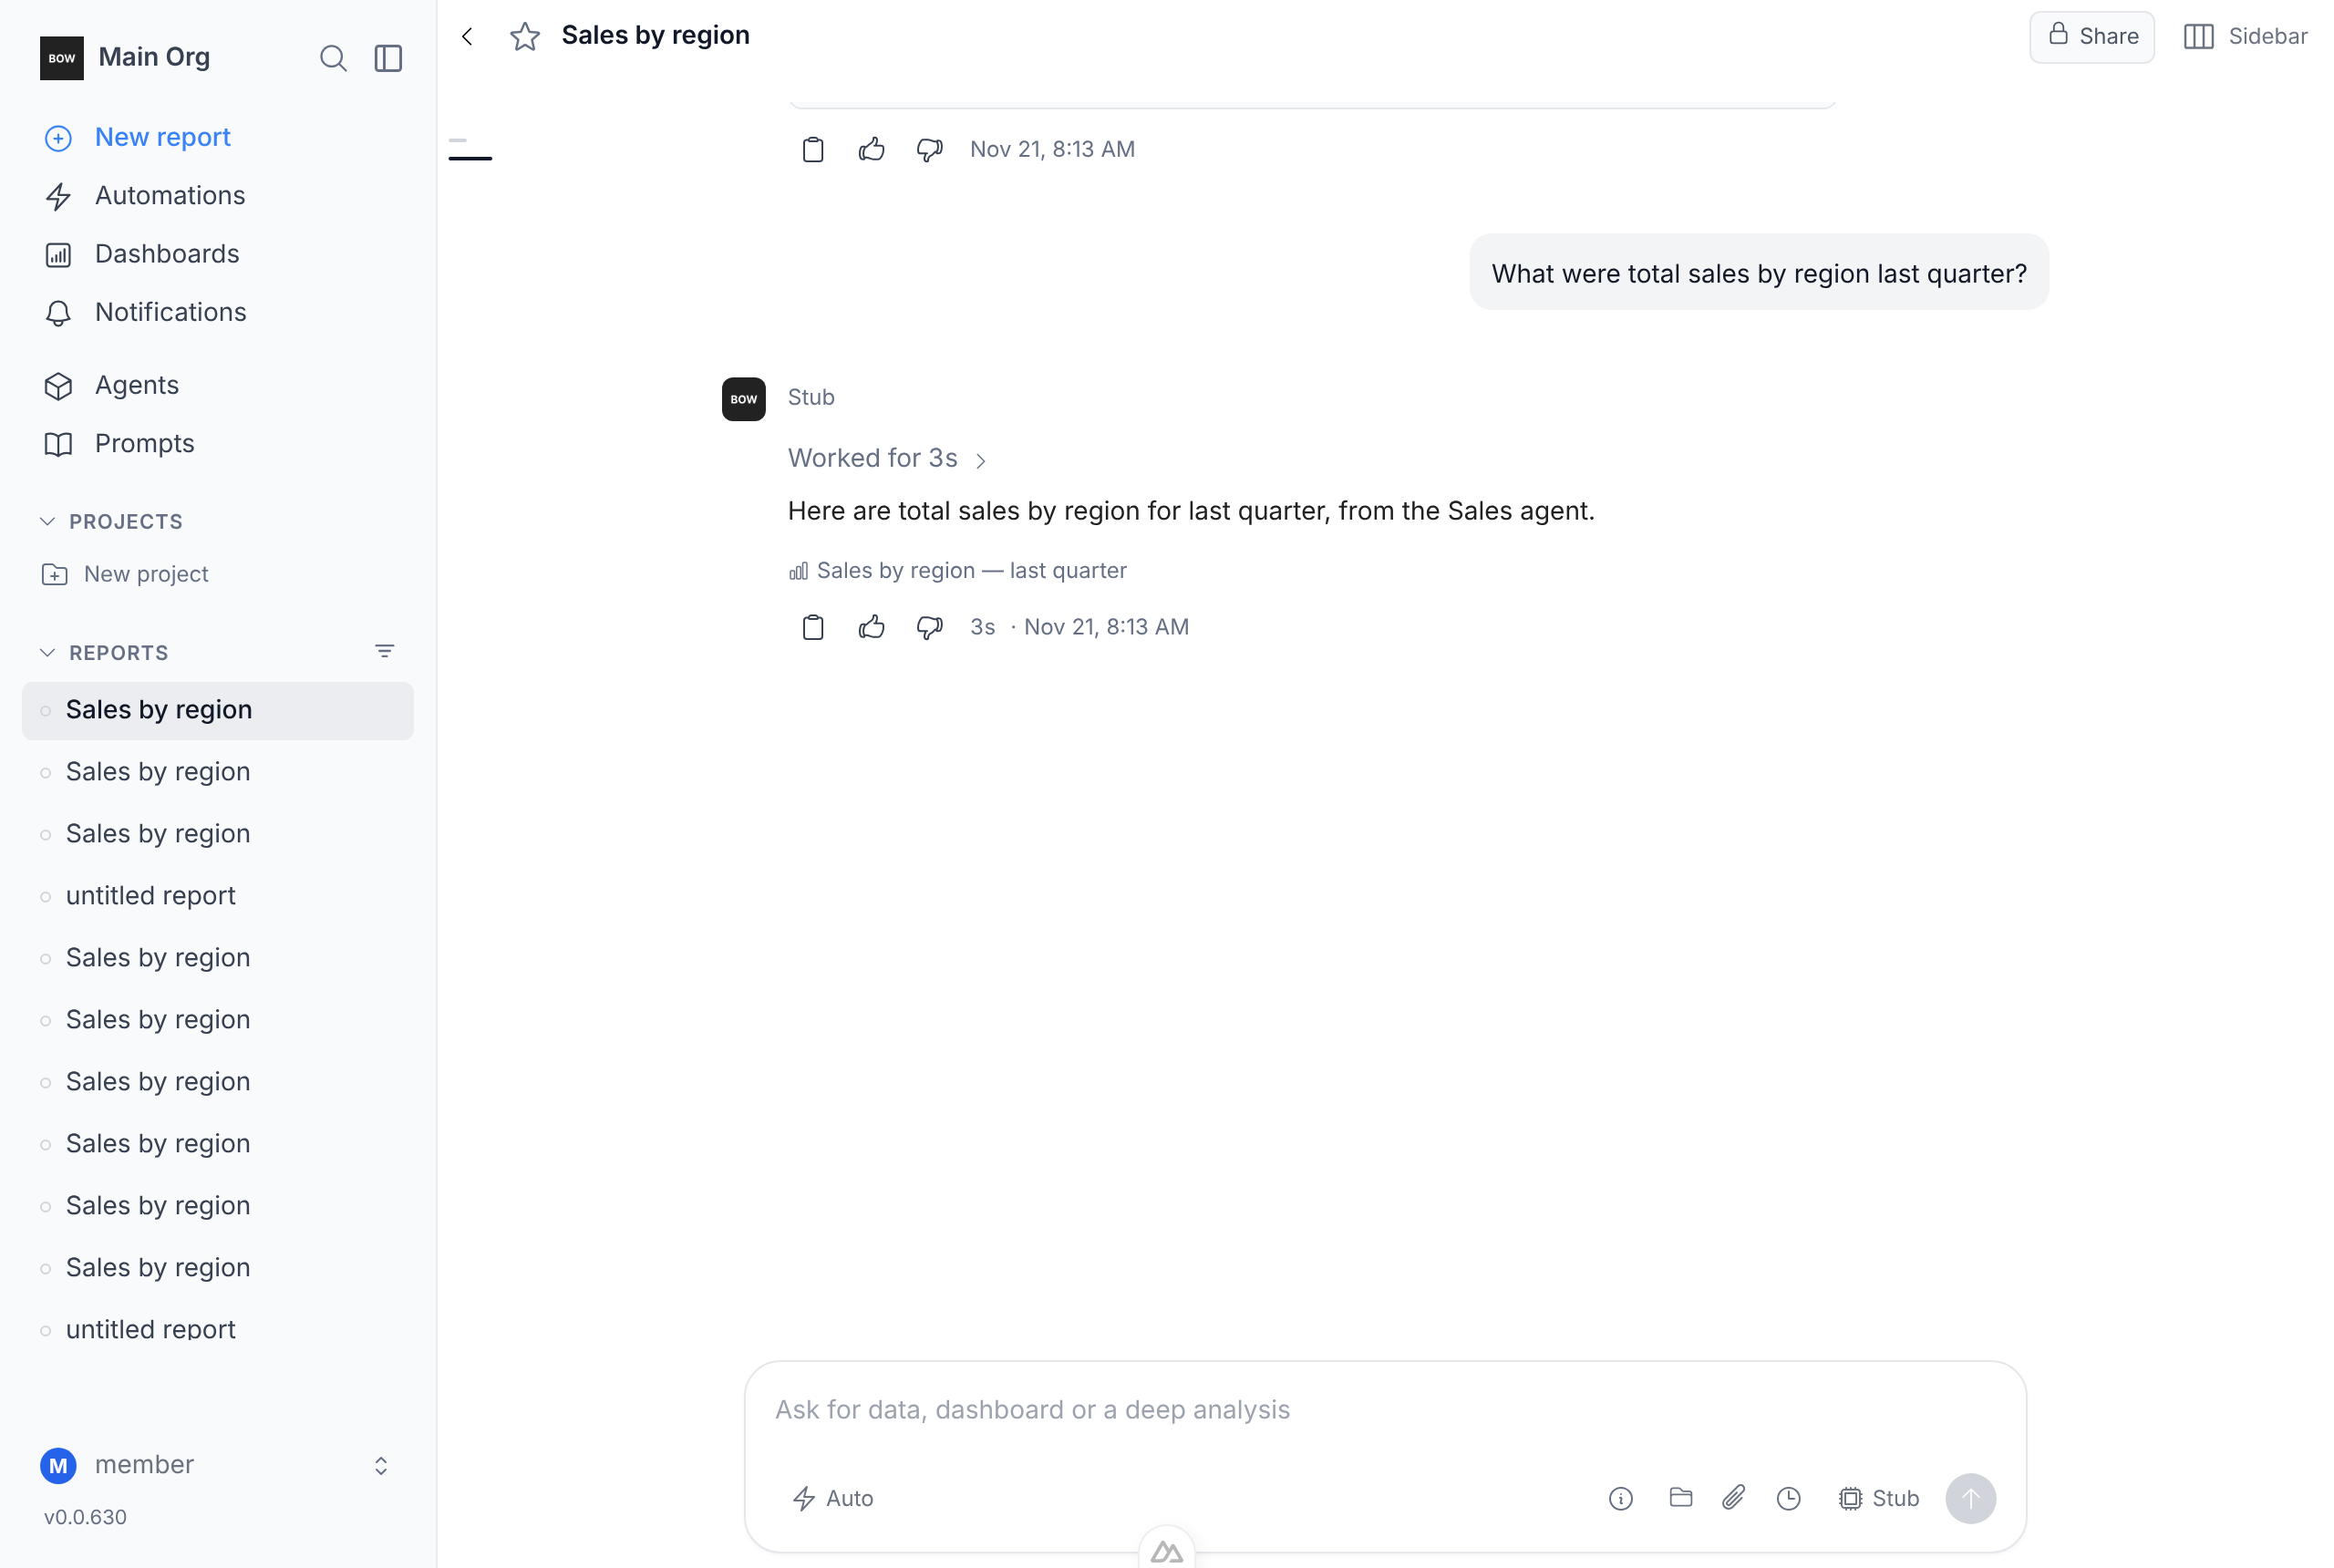 BOW Main Org
New report
Automations
Dashboards
Notifications
Agents
Prompts
PROJECTS
New project
REPORTS
Sales by region
Sales by region
Sales by region
untitled report
Sales by region
Sales by region
Sales by region
Sales by region
Sales by region
Sales by region
untitled report
M member
v0.0.630
Sales by region
Share
Sidebar
Nov 21, 8:13 AM
What were total sales by region last quarter?
BOW Stub
Worked for 3s
Here are total sales by region for last quarter, from the Sales agent.
Sales by region — last quarter
3s · Nov 21, 8:13 AM
Ask for data, dashboard or a deep analysis
Auto
Stub